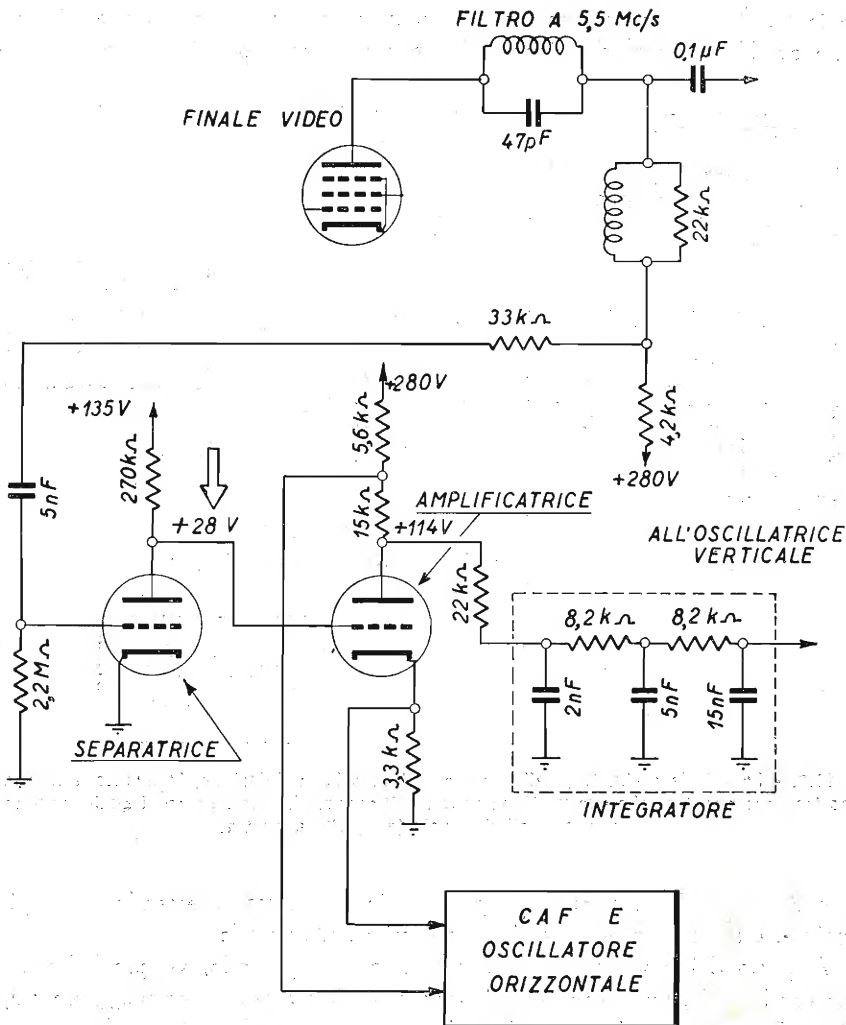 FILTRO A 5,5 Mc/s
0,1µF
47pF
FINALE VIDEO
22kΩ
33kΩ
4,2kΩ
+280V
+280V
5,6kΩ
15kΩ
+135V
270kΩ
+28V
5nF
2,2MΩ
SEPARATRICE
AMPLIFICATRICE
+114V
22kΩ
3,3kΩ
ALL'OSCILLATRICE
VERTICALE
8,2kΩ
8,2kΩ
2nF
5nF
15nF
INTEGRATORE
CAF E
OSCILLATORE
ORIZZONTALE